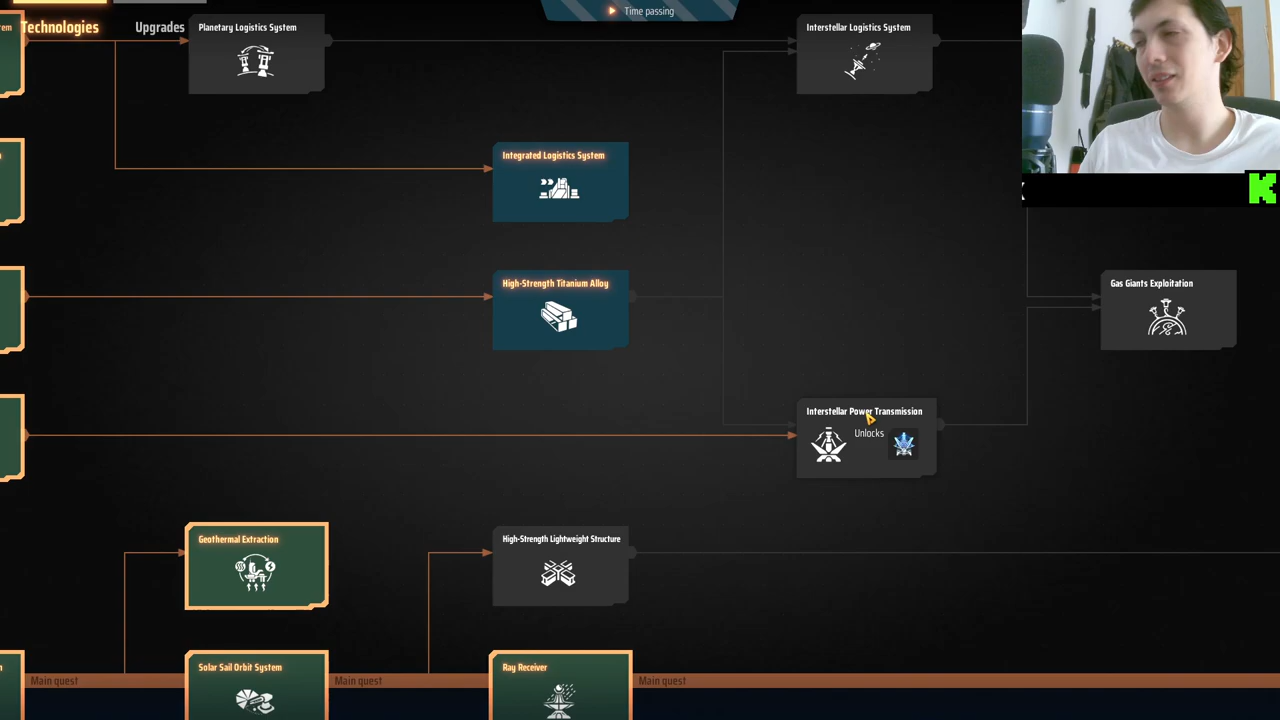 Time passing
em
Technologies
Upgrades
Planetary Logistics System
Interstellar Logistics System
Integrated Logistics System
High-Strength Titanium Alloy
Gas Giants Exploitation
Interstellar Power Transmission
Unlocks
Geothermal Extraction
High-Strength Lightweight Structure
Solar Sail Orbit System
Ray Receiver
Main quest
Main quest
Main quest
K